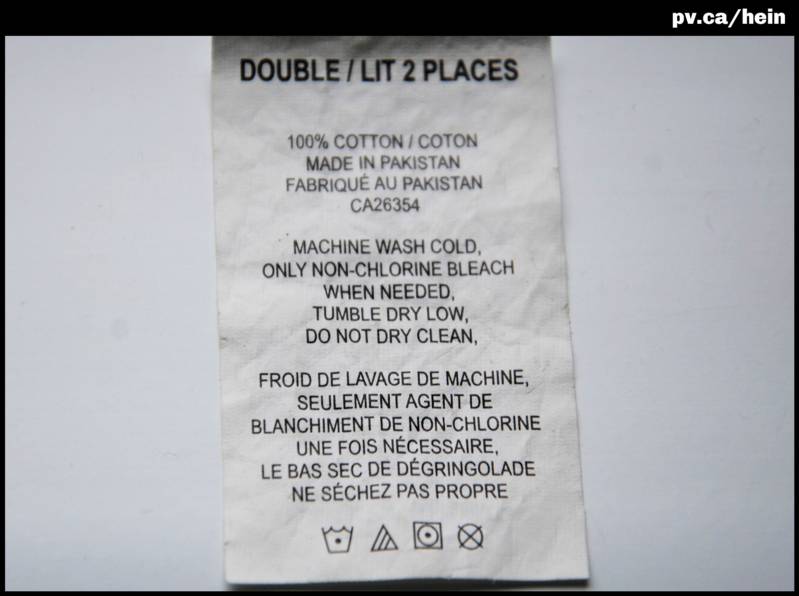 pv.ca/hein
DOUBLE / LIT 2 PLACES
100% COTTON / COTON
MADE IN PAKISTAN
FABRIQUÉ AU PAKISTAN
CA26354
MACHINE WASH COLD,
ONLY NON-CHLORINE BLEACH
WHEN NEEDED,
TUMBLE DRY LOW,
DO NOT DRY CLEAN,
FROID DE LAVAGE DE MACHINE,
SEULEMENT AGENT DE
BLANCHIMENT DE NON-CHLORINE
UNE FOIS NÉCESSAIRE,
LE BAS SEC DE DÉGRINGOLADE
NE SÉCHEZ PAS PROPRE